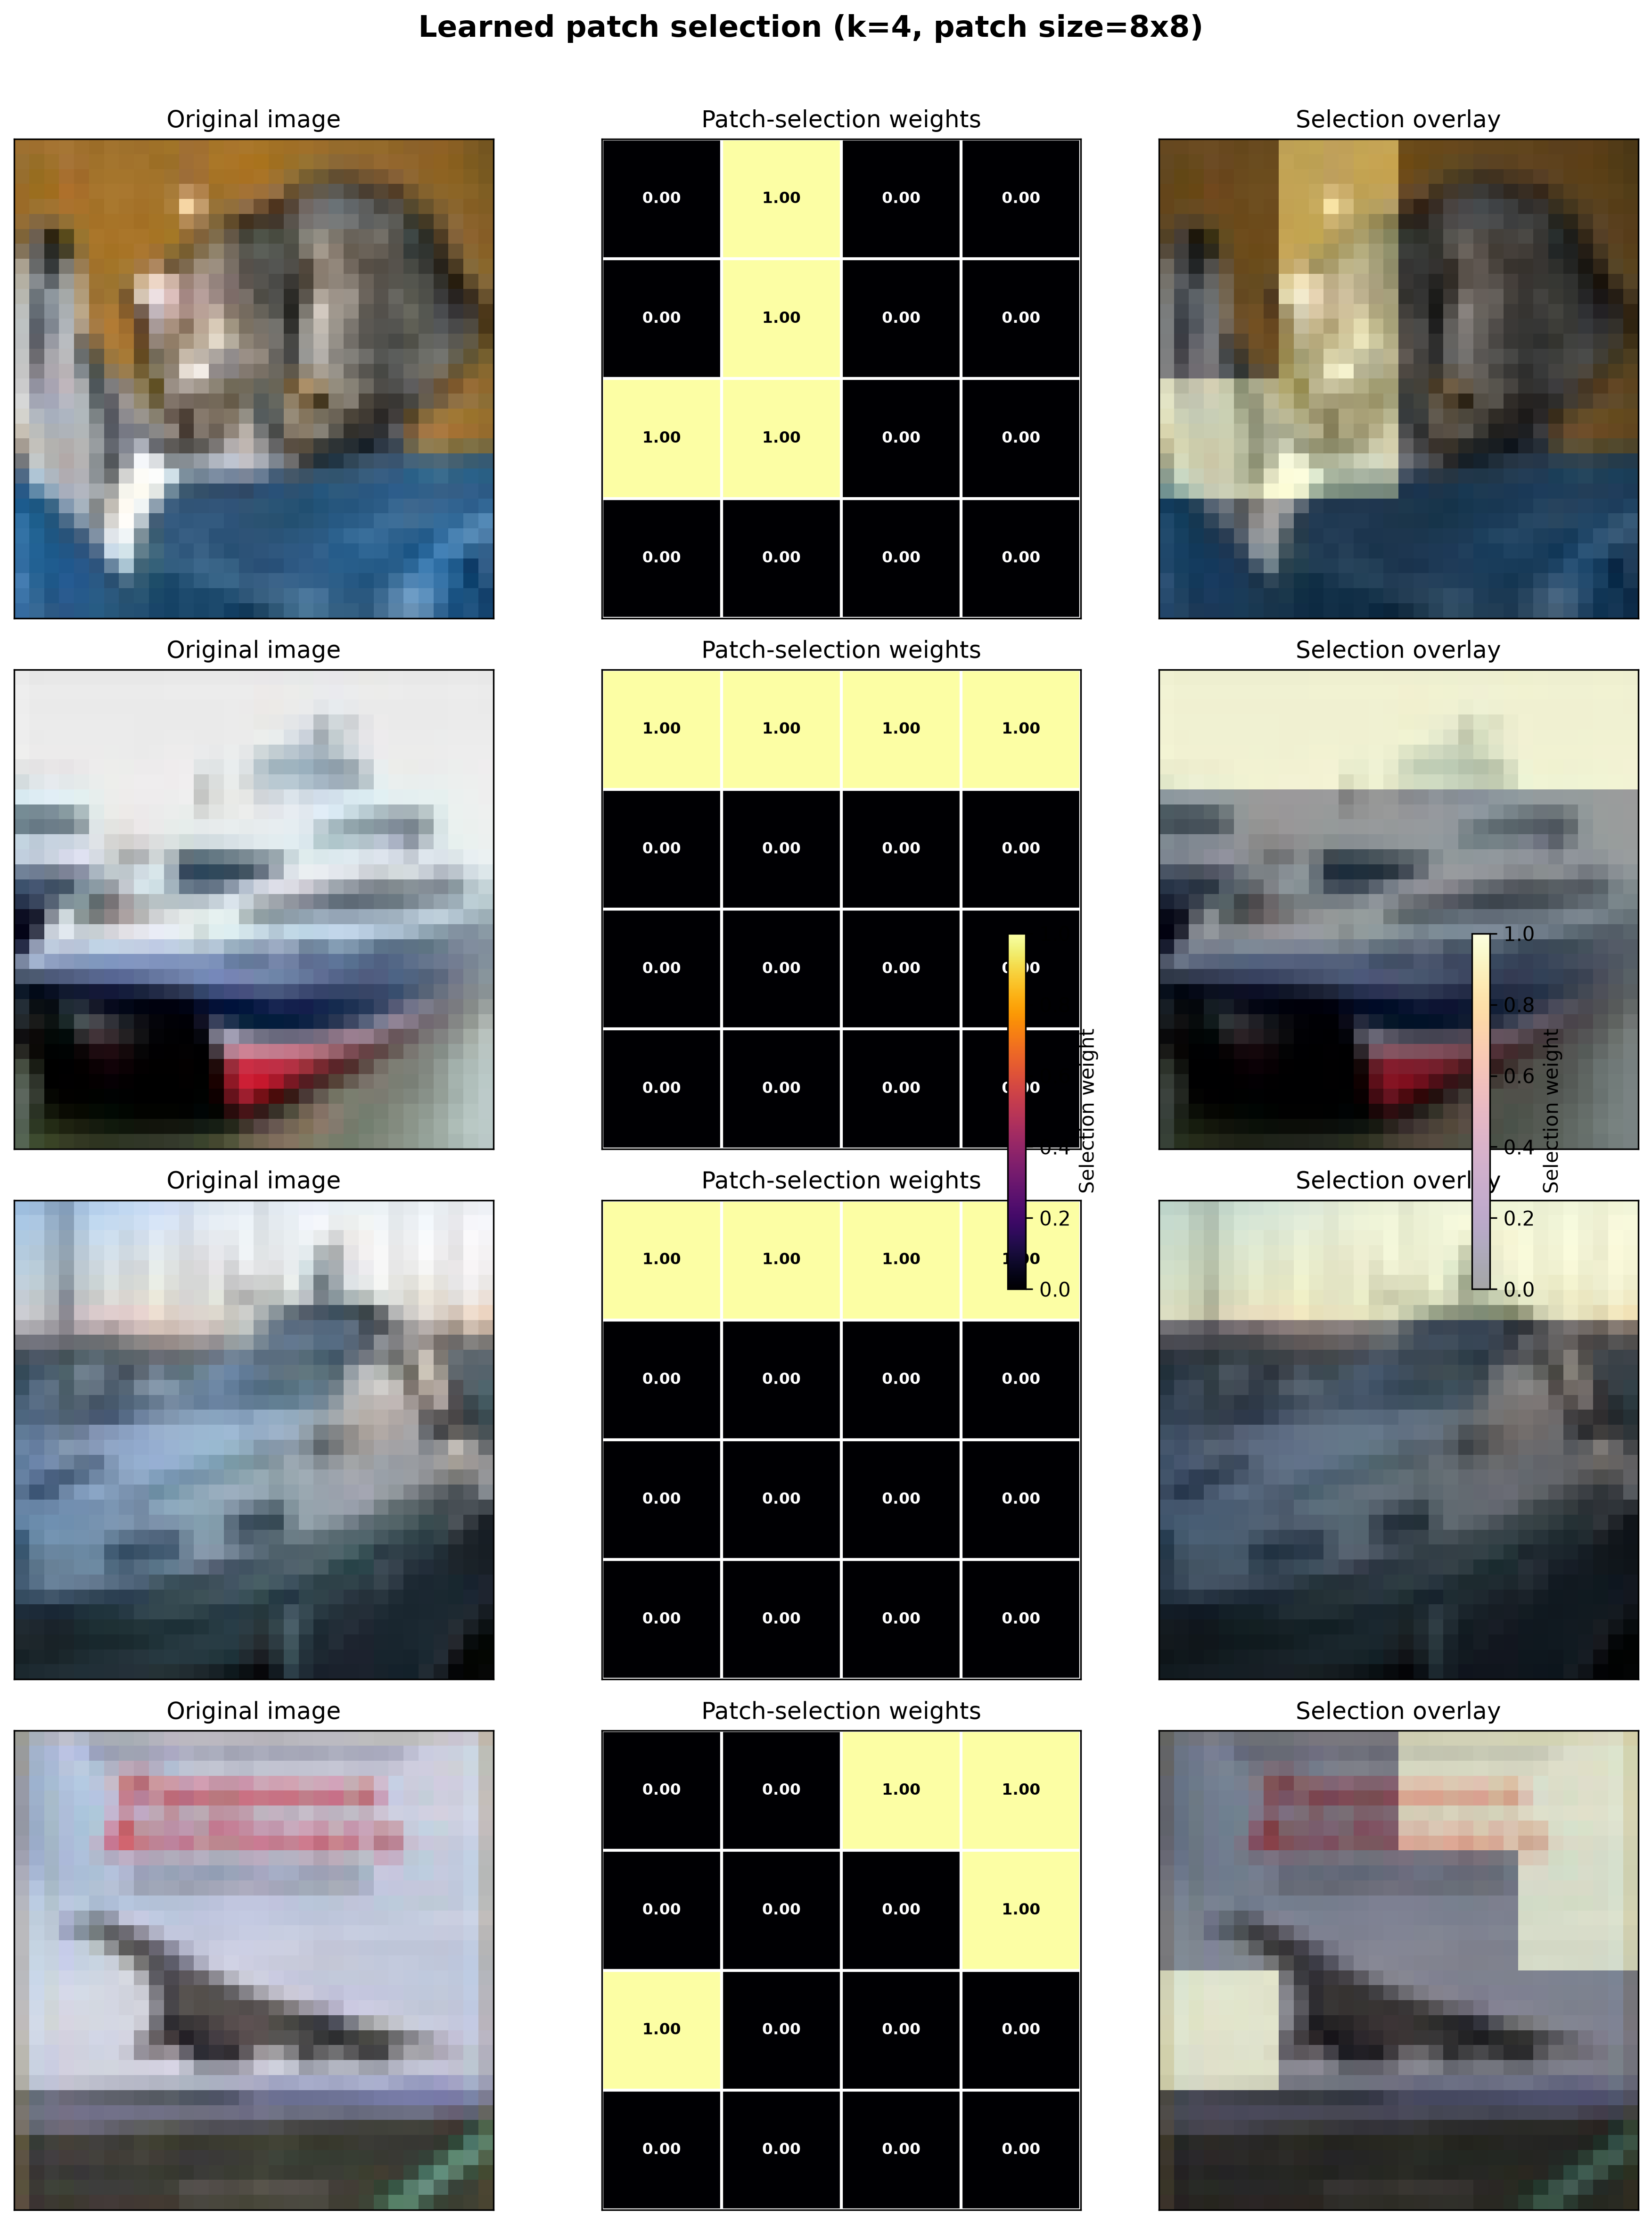 Learned patch selection (k=4, patch size=8x8)
Original image Patch-selection weights Selection overlay
0.00 1.00 0.00 0.00
0.00 1.00 0.00 0.00
1.00 1.00 0.00 0.00
0.00 0.00 0.00 0.00
Original image Patch-selection weights Selection overlay
1.00 1.00 1.00 1.00
0.00 0.00 0.00 0.00
0.00 0.00 0.00
0.00 0.00 0.00
Selection weight
0.4
0.2
0.0
1.0
0.8
0.6
0.4
0.2
0.0
Selection weight
Original image Patch-selection weights Selection overlay
1.00 1.00 1.00
0.00 0.00 0.00 0.00
0.00 0.00 0.00 0.00
0.00 0.00 0.00 0.00
Original image Patch-selection weights Selection overlay
0.00 0.00 1.00 1.00
0.00 0.00 0.00 1.00
1.00 0.00 0.00 0.00
0.00 0.00 0.00 0.00